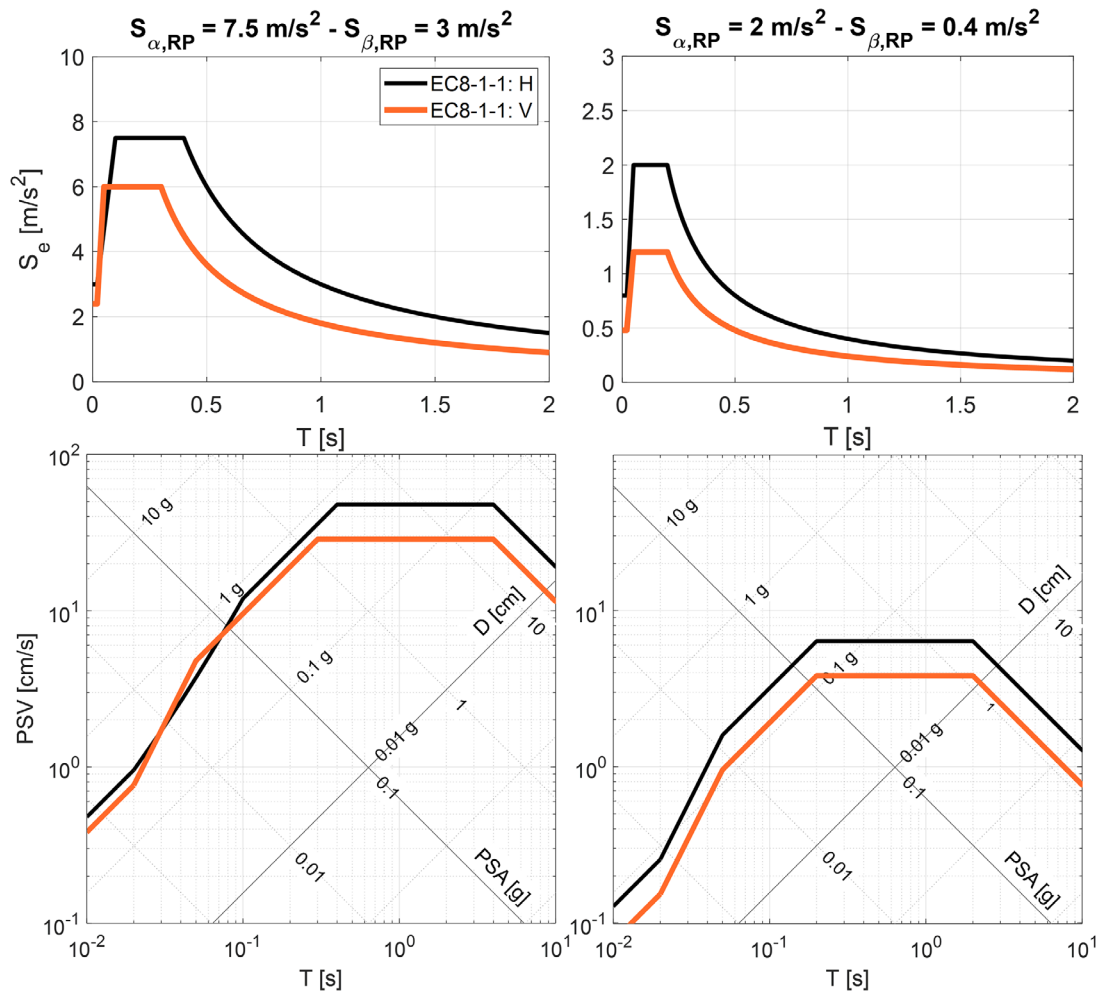 S_α,RP = 7.5 m/s² - S_β,RP = 3 m/s²
S_α,RP = 2 m/s² - S_β,RP = 0.4 m/s²
EC8-1-1: H
EC8-1-1: V
S_e [m/s²]
10
8
6
4
2
0
0 0.5 1 1.5 2
T [s]
3
2.5
2
1.5
1
0.5
0
0 0.5 1 1.5 2
T [s]
PSV [cm/s]
10²
10¹
10⁰
10⁻¹
10 g
1 g
0.1 g
0.01 g
D [cm]
10
1
0.1
0.01
PSA [g]
10⁻² 10⁻¹ 10⁰ 10¹
T [s]
10²
10¹
10⁰
10⁻¹
10 g
1 g
0.1 g
0.01 g
D [cm]
10
1
0.1
0.01
PSA [g]
10⁻² 10⁻¹ 10⁰ 10¹
T [s]